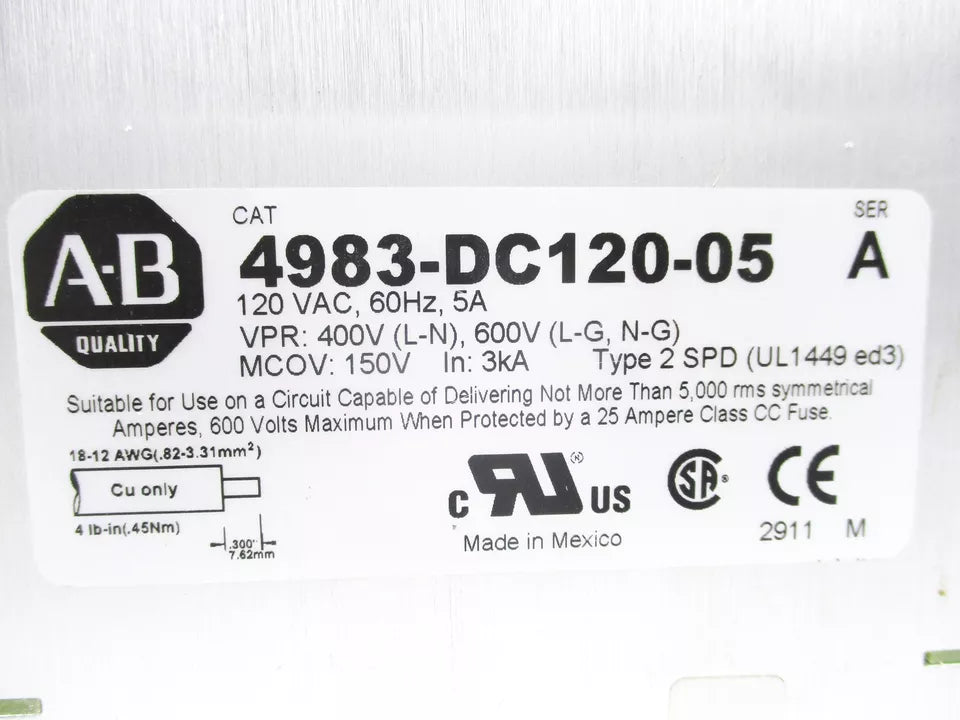 A-B
QUALITY
CAT
4983-DC120-05
SER
A
120 VAC, 60Hz, 5A
VPR: 400V (L-N), 600V (L-G, N-G)
MCOV: 150V In: 3kA Type 2 SPD (UL1449 ed3)
Suitable for Use on a Circuit Capable of Delivering Not More Than 5,000 rms symmetrical
Amperes, 600 Volts Maximum When Protected by a 25 Ampere Class CC Fuse.
18-12 AWG(.82-3.31mm²)
Cu only
4 lb-in(.45Nm)
.300"
7.62mm
c RU ® US
Made in Mexico
SA ®
CE
2911 M